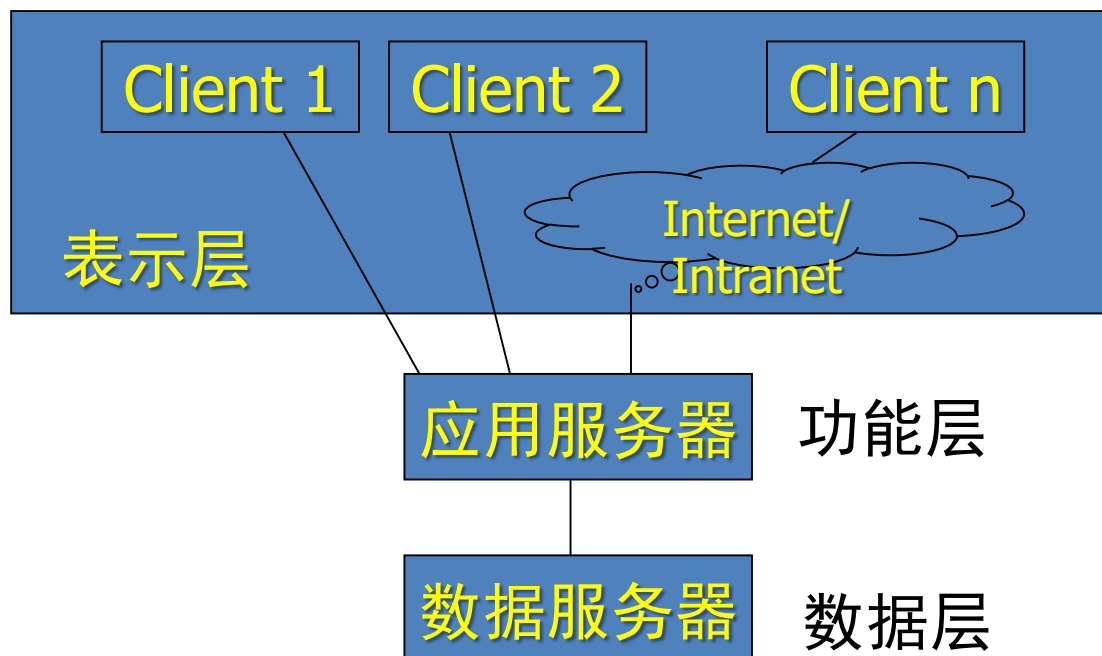 Client 1
Client 2
Client n
Internet/
Intranet
表示层
应用服务器
功能层
数据服务器
数据层